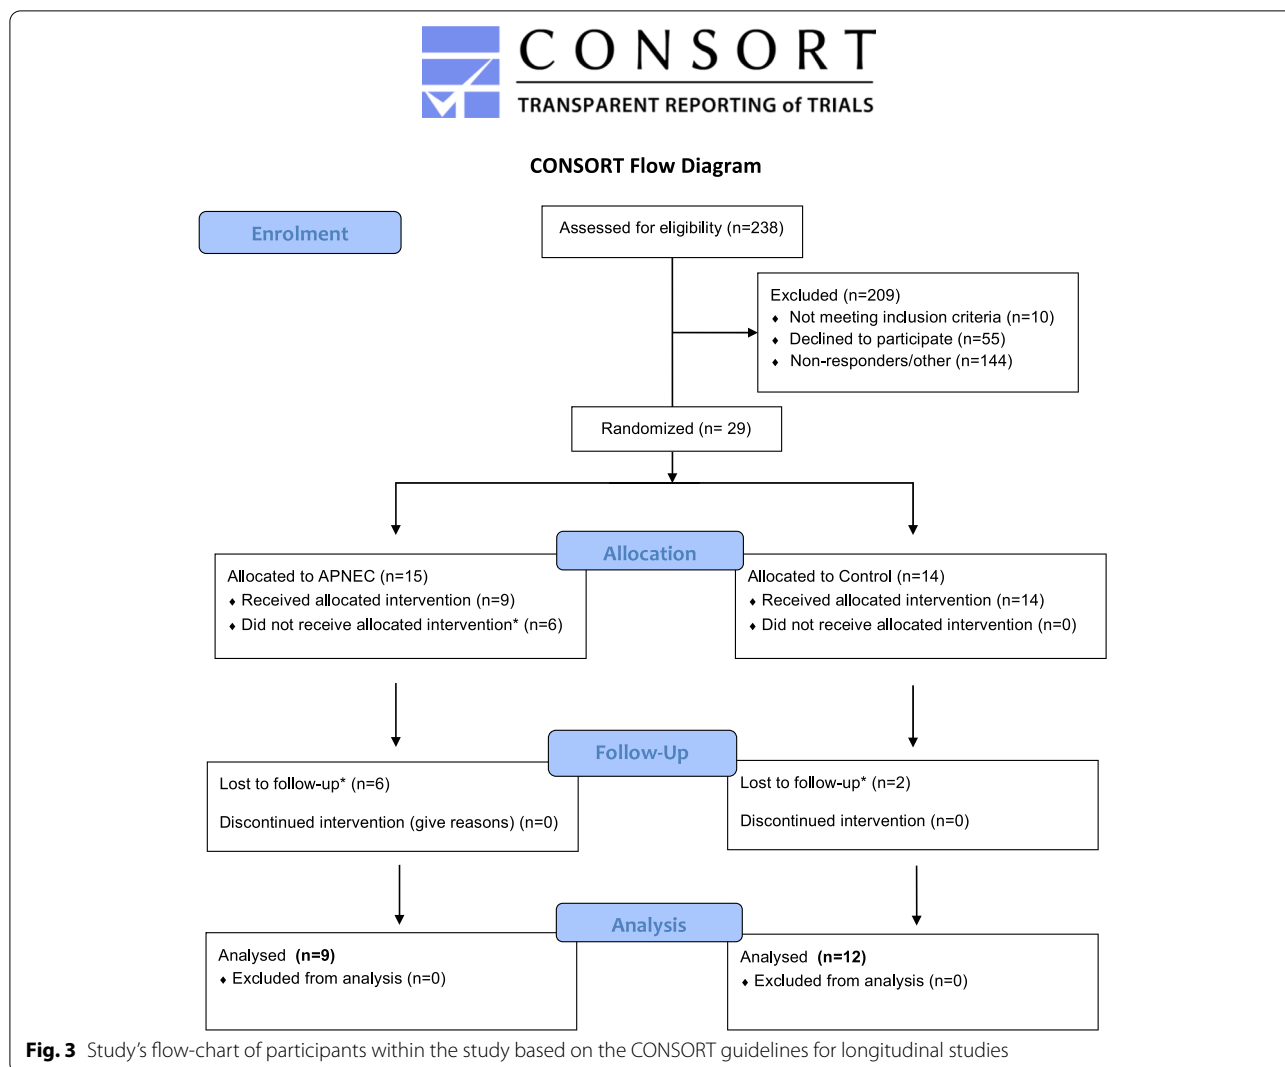 CONSORT
TRANSPARENT REPORTING of TRIALS
CONSORT Flow Diagram
Enrolment
Assessed for eligibility (n=238)
Excluded (n=209)
♦ Not meeting inclusion criteria (n=10)
♦ Declined to participate (n=55)
♦ Non-responders/other (n=144)
Randomized (n= 29)
Allocation
Allocated to APNEC (n=15)
♦ Received allocated intervention (n=9)
♦ Did not receive allocated intervention* (n=6)
Allocated to Control (n=14)
♦ Received allocated intervention (n=14)
♦ Did not receive allocated intervention (n=0)
Follow-Up
Lost to follow-up* (n=6)
Discontinued intervention (give reasons) (n=0)
Lost to follow-up* (n=2)
Discontinued intervention (n=0)
Analysis
Analysed (n=9)
♦ Excluded from analysis (n=0)
Analysed (n=12)
♦ Excluded from analysis (n=0)
Fig. 3 Study's flow-chart of participants within the study based on the CONSORT guidelines for longitudinal studies